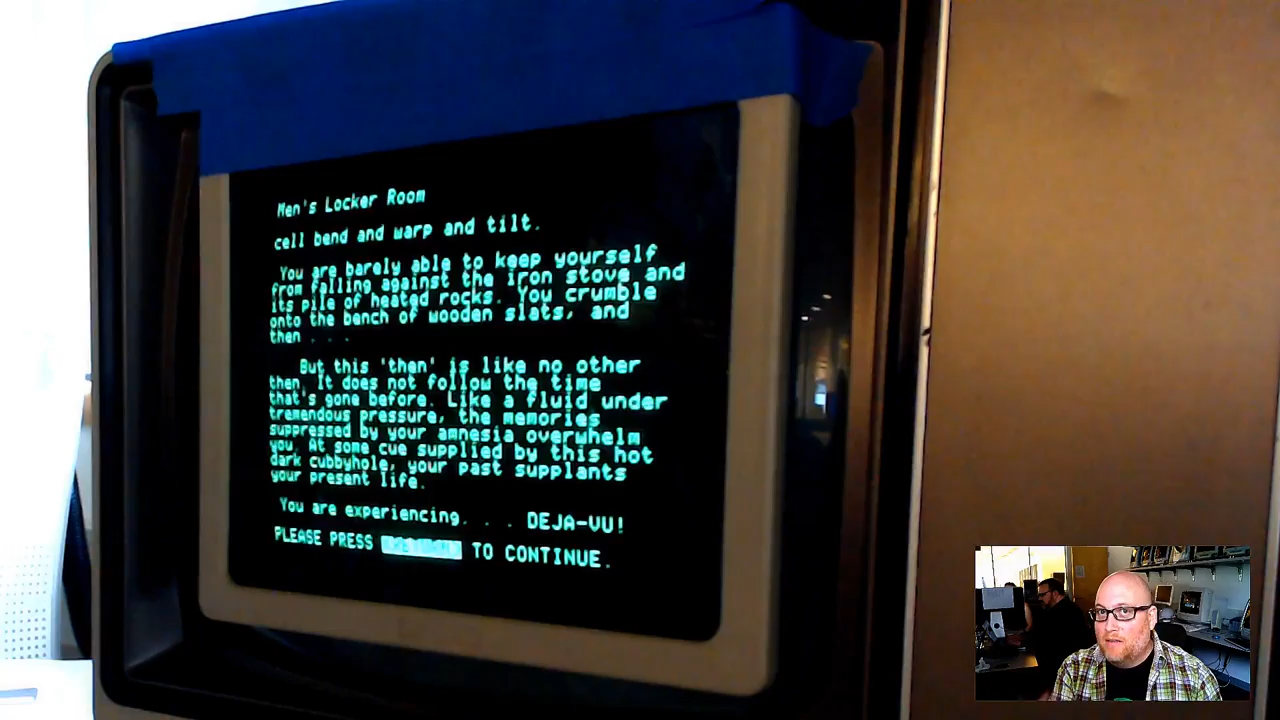 Men's Locker Room
cell bend and warp and tilt.
You are barely able to keep yourself
from falling against the iron stove and
its pile of heated rocks. You crumble
onto the bench of wooden slats, and
then . . .
But this 'then' is like no other
then. It does not follow the time
that's gone before. Like a fluid under
tremendous pressure, the memories
suppressed by your amnesia overwhelm
you. At some cue supplied by this hot
dark cubbyhole, your past supplants
your present life.
You are experiencing. . . DEJA-VU!
PLEASE PRESS TO CONTINUE.